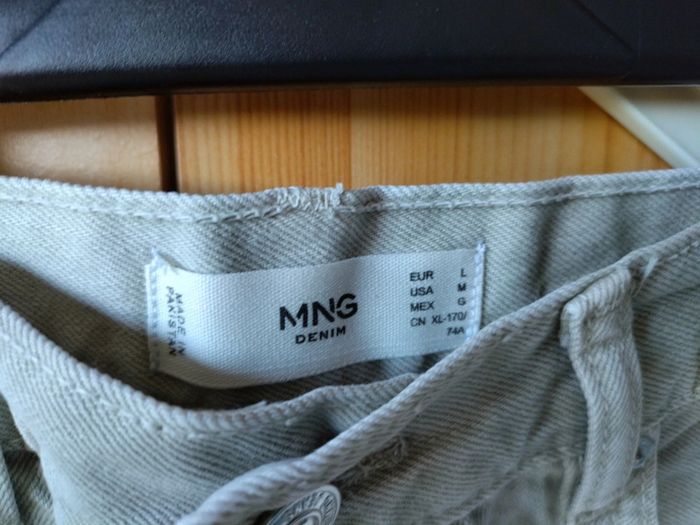 MADE IN
PAKISTAN
MNG
DENIM
EUR L
USA M
MEX G
CN XL-170/
74A